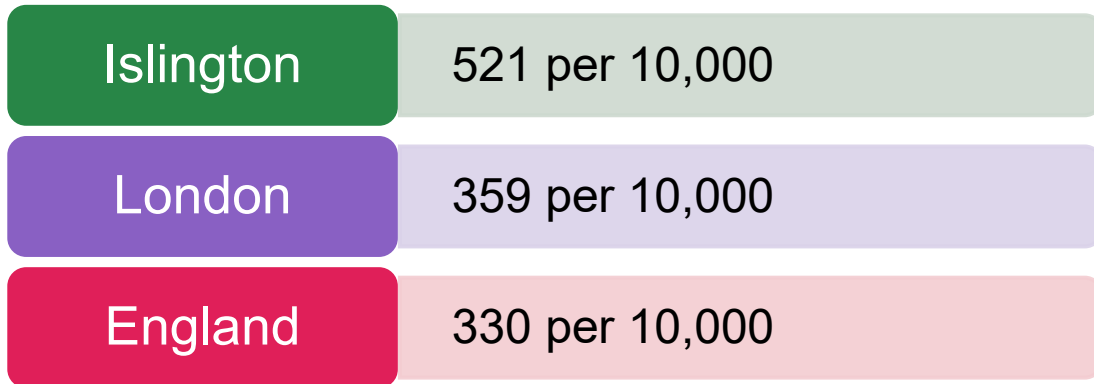 Islington 521 per 10,000
London 359 per 10,000
England 330 per 10,000